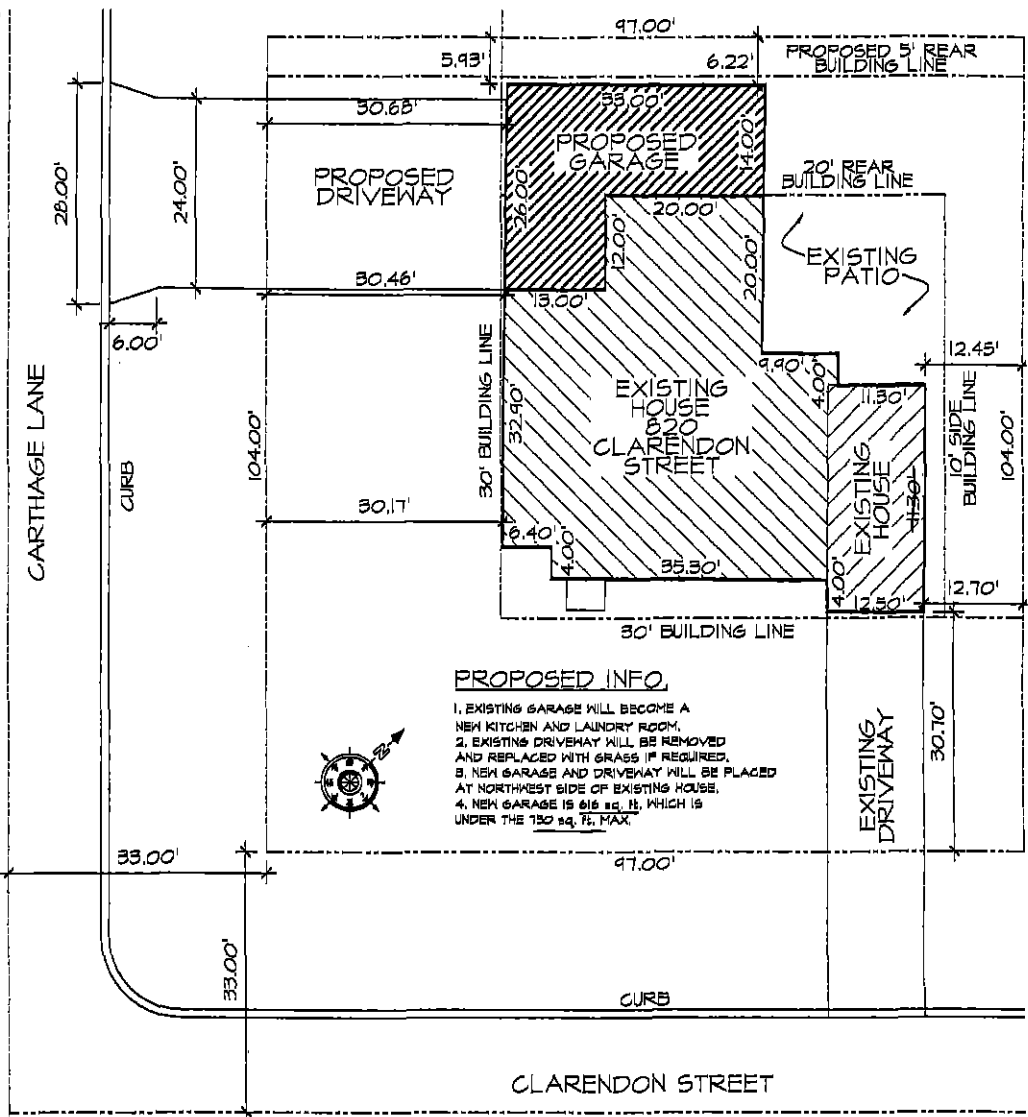 97.00'
5.93'
6.22'
PROPOSED 5' REAR
BUILDING LINE
33.00'
30.68'
PROPOSED
GARAGE
14.00'
PROPOSED
DRIVEWAY
28.00'
24.00'
26.00'
20' REAR
BUILDING LINE
20.00'
12.00'
20.00'
EXISTING
PATIO
30.46'
13.00'
6.00'
12.45'
9.90'
4.00'
11.30'
30' BUILDING LINE
32.90'
EXISTING
HOUSE
820
CLARENDON
STREET
10' SIDE
BUILDING LINE
104.00'
104.00'
CARTHAGE LANE
CURB
EXISTING
HOUSE
11.30'
30.17'
6.40'
4.00'
35.30'
4.00'
12.50'
12.70'
30' BUILDING LINE
PROPOSED INFO.
1. EXISTING GARAGE WILL BECOME A
NEW KITCHEN AND LAUNDRY ROOM.
2. EXISTING DRIVEWAY WILL BE REMOVED
AND REPLACED WITH GRASS IF REQUIRED.
3. NEW GARAGE AND DRIVEWAY WILL BE PLACED
AT NORTHWEST SIDE OF EXISTING HOUSE.
4. NEW GARAGE IS 616 sq. ft. WHICH IS
UNDER THE 750 sq. ft. MAX.
N
EXISTING
DRIVEWAY
30.70'
33.00'
97.00'
33.00'
CURB
CLARENDON STREET